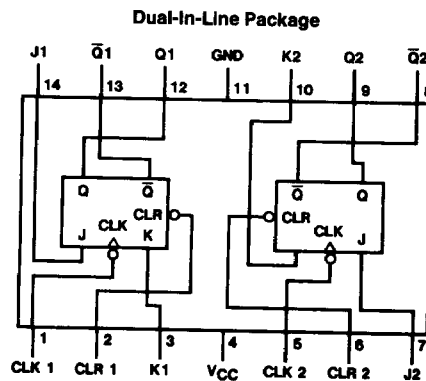 Dual-In-Line Package
J1 Q̅1 Q1 GND K2 Q2 Q̅2
14 13 12 11 10 9 8
Q Q̅ Q̅ Q
CLR CLR
CLK CLK
J K J
1 2 3 4 5 6 7
CLK 1 CLR 1 K1 VCC CLK 2 CLR 2 J2